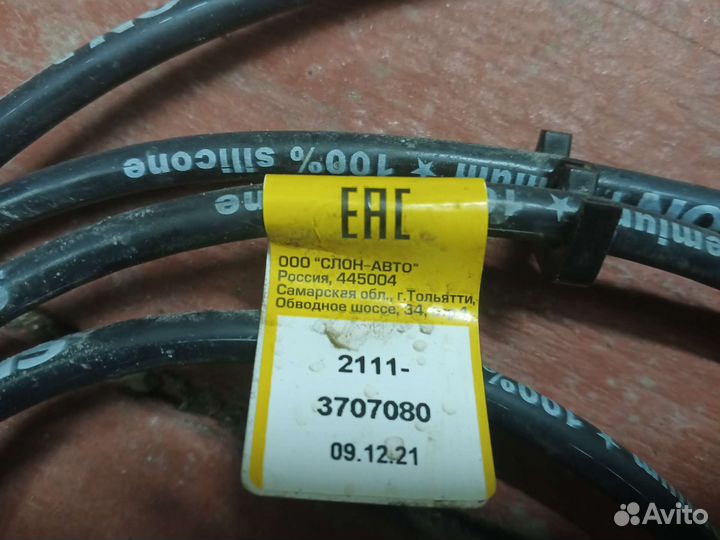 100% silicone
EAC
ООО "СЛОН-АВТО"
Россия, 445004
Самарская обл., г.Тольятти,
Обводное шоссе, 34,
2111-
3707080
09.12.21
100%
Avito